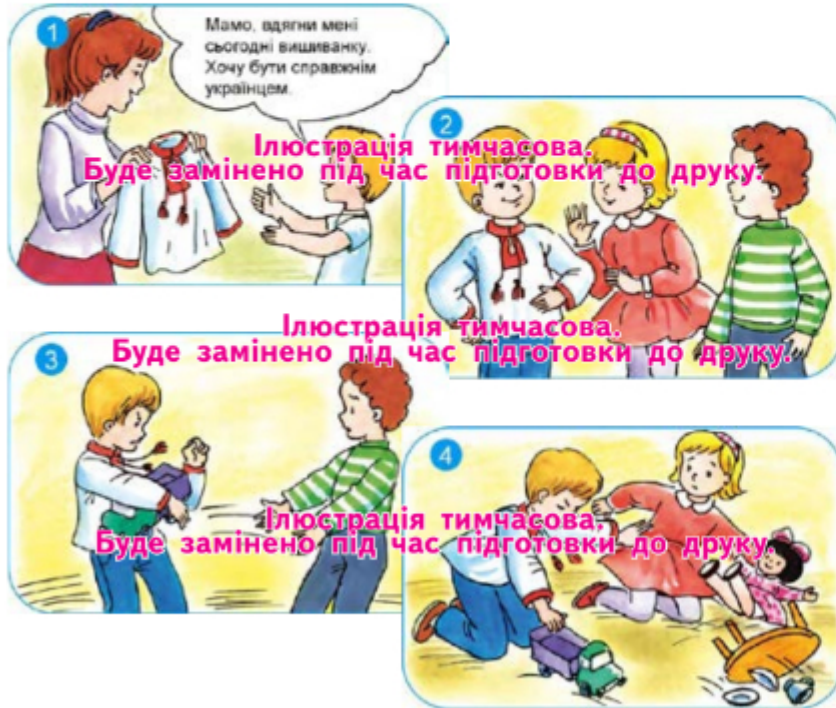 1
Мамо, вдягни мені
сьогодні вишиванку.
Хочу бути справжнім
українцем.
2
Ілюстрація тимчасова.
Буде замінено під час підготовки до друку.
3
Ілюстрація тимчасова.
Буде замінено під час підготовки до друку.
4
Ілюстрація тимчасова.
Буде замінено під час підготовки до друку.